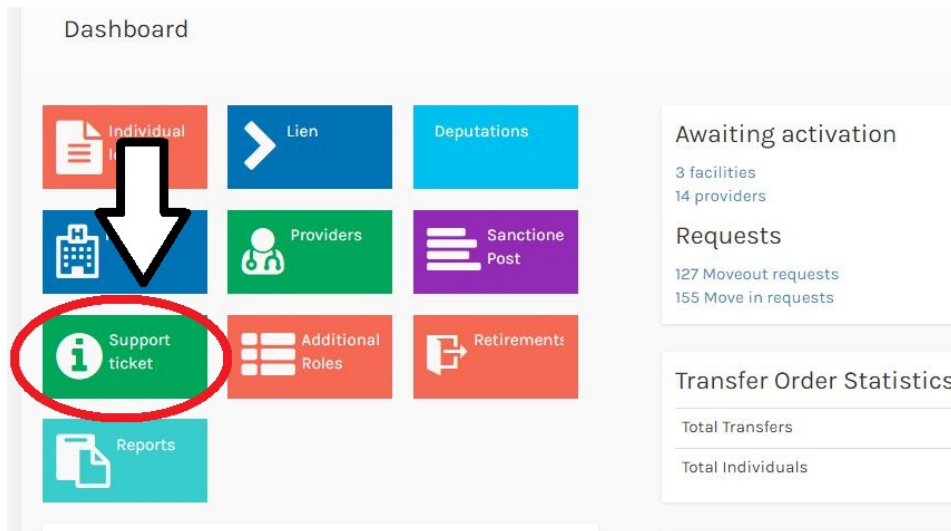 Dashboard
Individual
Lien
Deputations
Providers
Sanctione
Post
Support
ticket
Additional
Roles
Retirements
Reports
Awaiting activation
3 facilities
14 providers
Requests
127 Moveout requests
155 Move in requests
Transfer Order Statistics
Total Transfers
Total Individuals